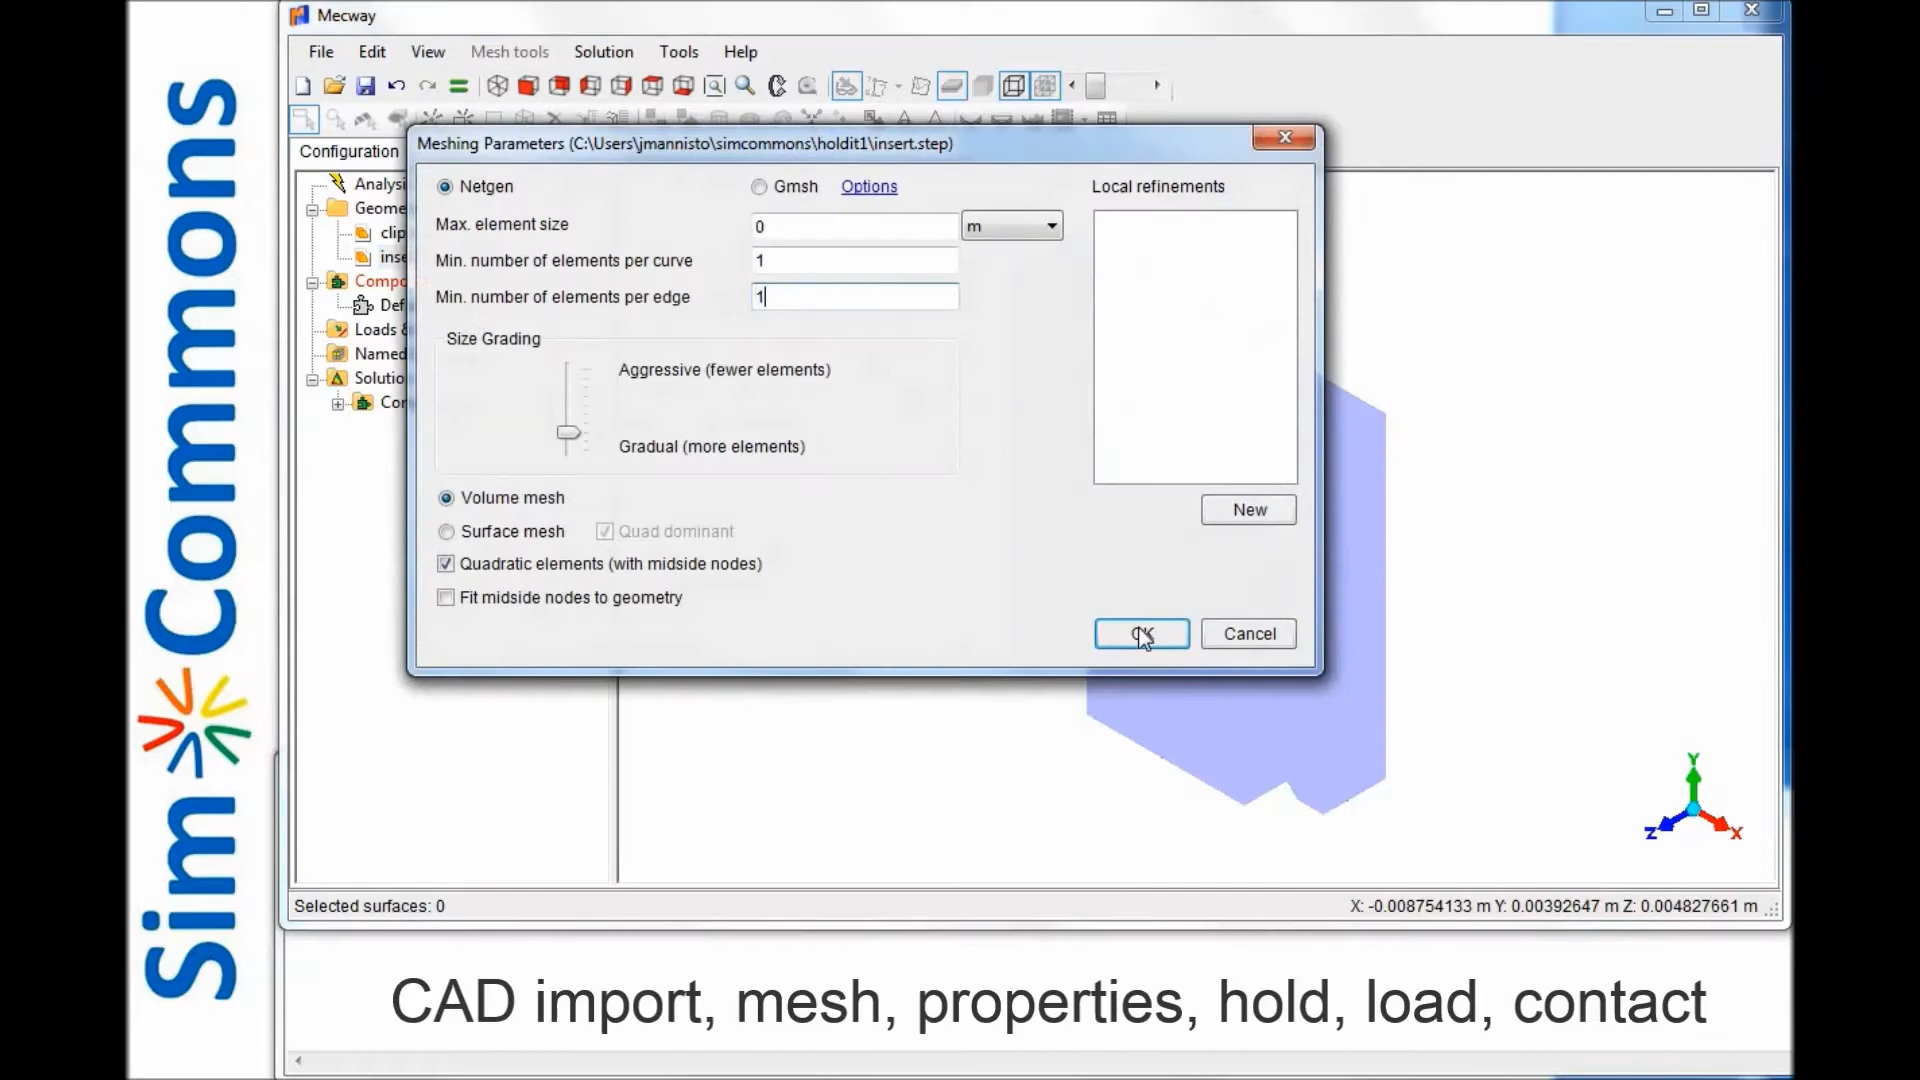 Sim Commons
Mecway
File Edit View Mesh tools Solution Tools Help
Configuration
Meshing Parameters (C:\Users\jmannisto\simcommons\holdit1\insert.step)
Netgen Gmsh Options Local refinements
Max. element size 0 m
Min. number of elements per curve 1
Min. number of elements per edge 1
Size Grading
Aggressive (fewer elements)
Gradual (more elements)
Volume mesh
Surface mesh Quad dominant
Quadratic elements (with midside nodes)
Fit midside nodes to geometry
New
OK Cancel
Analysi
Geome
clip
inse
Compo
Def
Loads &
Named
Solutio
Cor
Y
Z X
Selected surfaces: 0 X: -0.008754133 m Y: 0.00392647 m Z: 0.004827661 m
CAD import, mesh, properties, hold, load, contact